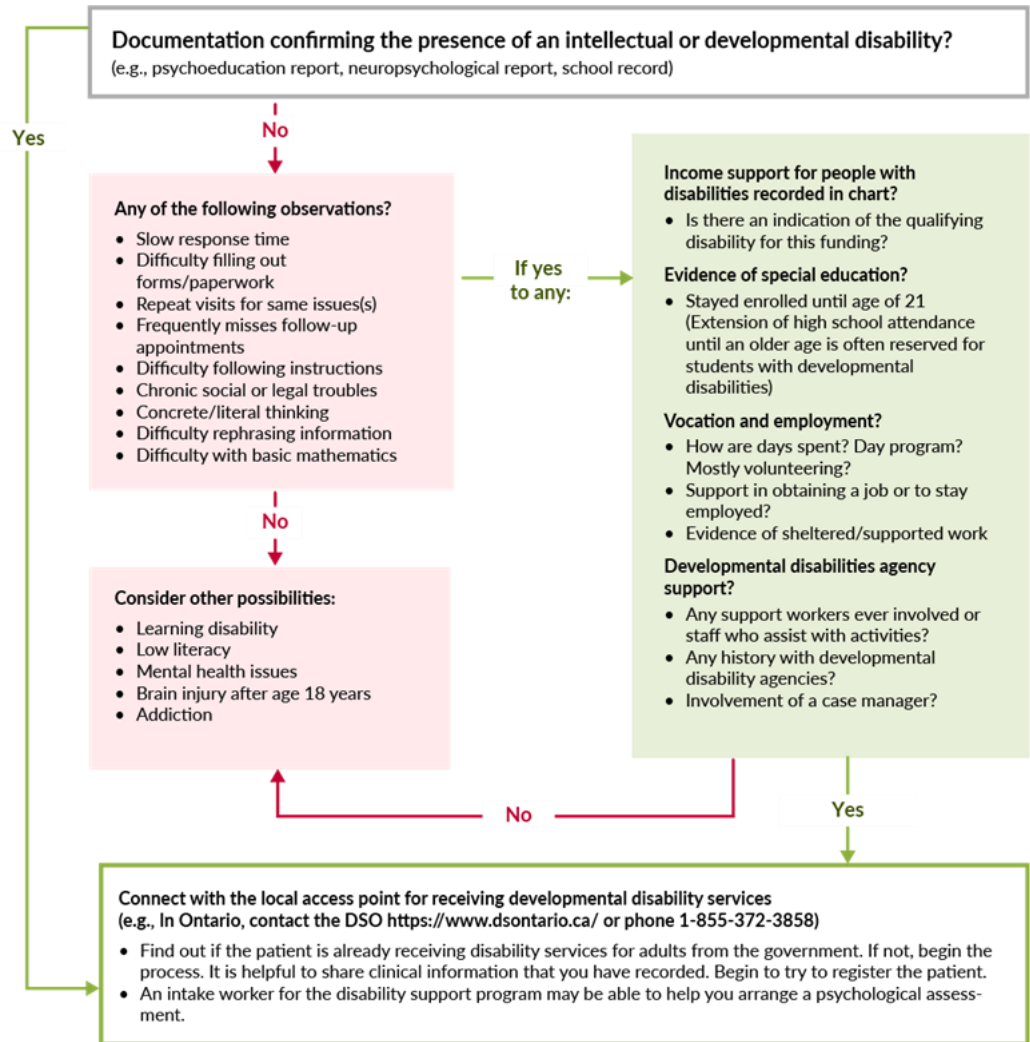 Documentation confirming the presence of an intellectual or developmental disability?
(e.g., psychoeducation report, neuropsychological report, school record)
Yes
No
Any of the following observations?
• Slow response time
• Difficulty filling out
forms/paperwork
• Repeat visits for same issues(s)
• Frequently misses follow-up
appointments
• Difficulty following instructions
• Chronic social or legal troubles
• Concrete/literal thinking
• Difficulty rephrasing information
• Difficulty with basic mathematics
If yes
to any:
Income support for people with
disabilities recorded in chart?
• Is there an indication of the qualifying
disability for this funding?
Evidence of special education?
• Stayed enrolled until age of 21
(Extension of high school attendance
until an older age is often reserved for
students with developmental
disabilities)
Vocation and employment?
• How are days spent? Day program?
Mostly volunteering?
• Support in obtaining a job or to stay
employed?
• Evidence of sheltered/supported work
Developmental disabilities agency
support?
• Any support workers ever involved or
staff who assist with activities?
• Any history with developmental
disability agencies?
• Involvement of a case manager?
No
Consider other possibilities:
• Learning disability
• Low literacy
• Mental health issues
• Brain injury after age 18 years
• Addiction
No
Yes
Connect with the local access point for receiving developmental disability services
(e.g., In Ontario, contact the DSO https://www.dsontario.ca/ or phone 1-855-372-3858)
• Find out if the patient is already receiving disability services for adults from the government. If not, begin the
process. It is helpful to share clinical information that you have recorded. Begin to try to register the patient.
• An intake worker for the disability support program may be able to help you arrange a psychological assess-
ment.